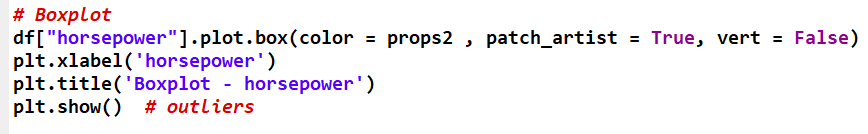 # Boxplot
df["horsepower"].plot.box(color = props2 , patch_artist = True, vert = False)
plt.xlabel('horsepower')
plt.title('Boxplot - horsepower')
plt.show()  # outliers